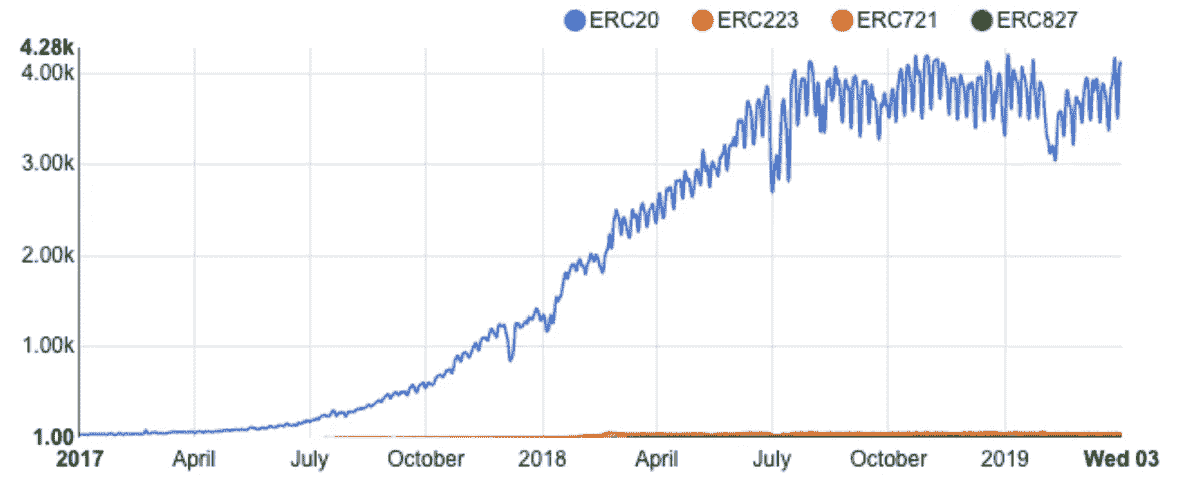 ERC20 ERC223 ERC721 ERC827
4.28k
4.00k
3.00k
2.00k
1.00k
1.00
2017 April July October 2018 April July October 2019 Wed 03